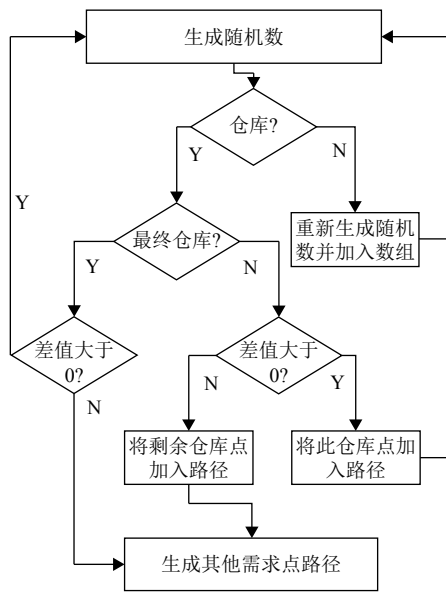 生成随机数
仓库?
Y
N
Y
最终仓库?
重新生成随机
数并加入数组
Y
N
差值大于
0?
差值大于
0?
N
N
Y
将剩余仓库点
加入路径
将此仓库点加
入路径
生成其他需求点路径